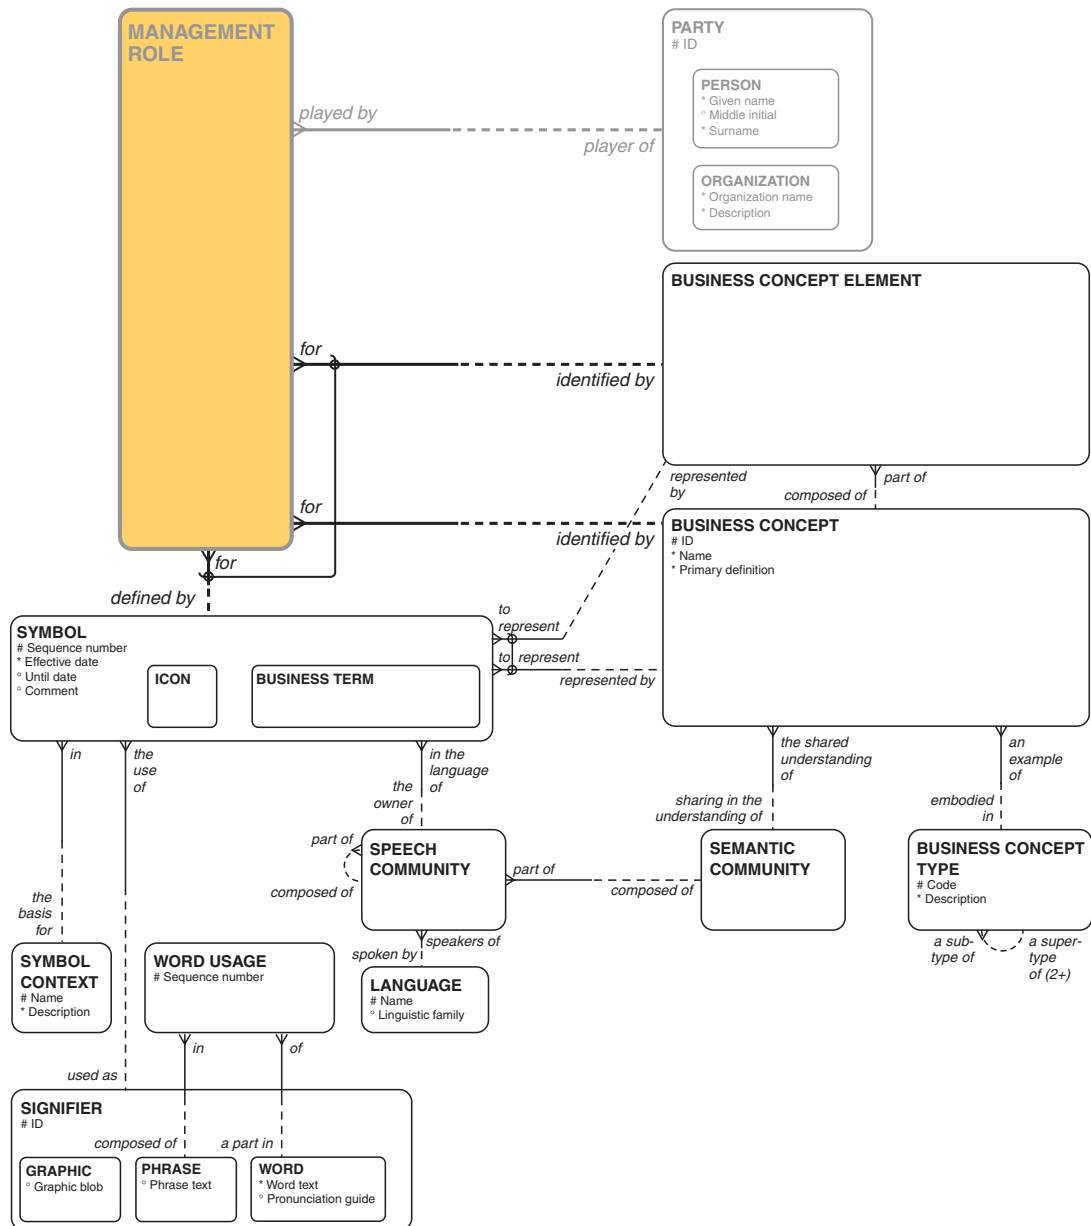 MANAGEMENT
ROLE
PARTY
# ID
PERSON
* Given name
° Middle initial
* Surname
ORGANIZATION
* Organization name
* Description
played by
player of
BUSINESS CONCEPT ELEMENT
for
identified by
represented
by
part of
composed of
for
identified by
BUSINESS CONCEPT
# ID
* Name
* Primary definition
for
defined by
SYMBOL
# Sequence number
* Effective date
° Until date
° Comment
ICON
BUSINESS TERM
to
represent
to represent
represented by
in
the
use
of
in the
language
of
the shared
understanding
of
an
example
of
the
owner
of
sharing in the
understanding of
embodied
in
part of
composed of
SPEECH
COMMUNITY
part of
composed of
SEMANTIC
COMMUNITY
BUSINESS CONCEPT
TYPE
# Code
* Description
the
basis
for
speakers of
spoken by
a sub-
type of
a super-
type
of (2+)
SYMBOL
CONTEXT
# Name
* Description
WORD USAGE
# Sequence number
LANGUAGE
# Name
° Linguistic family
in
of
used as
SIGNIFIER
# ID
composed of
a part in
GRAPHIC
° Graphic blob
PHRASE
° Phrase text
WORD
* Word text
° Pronunciation guide